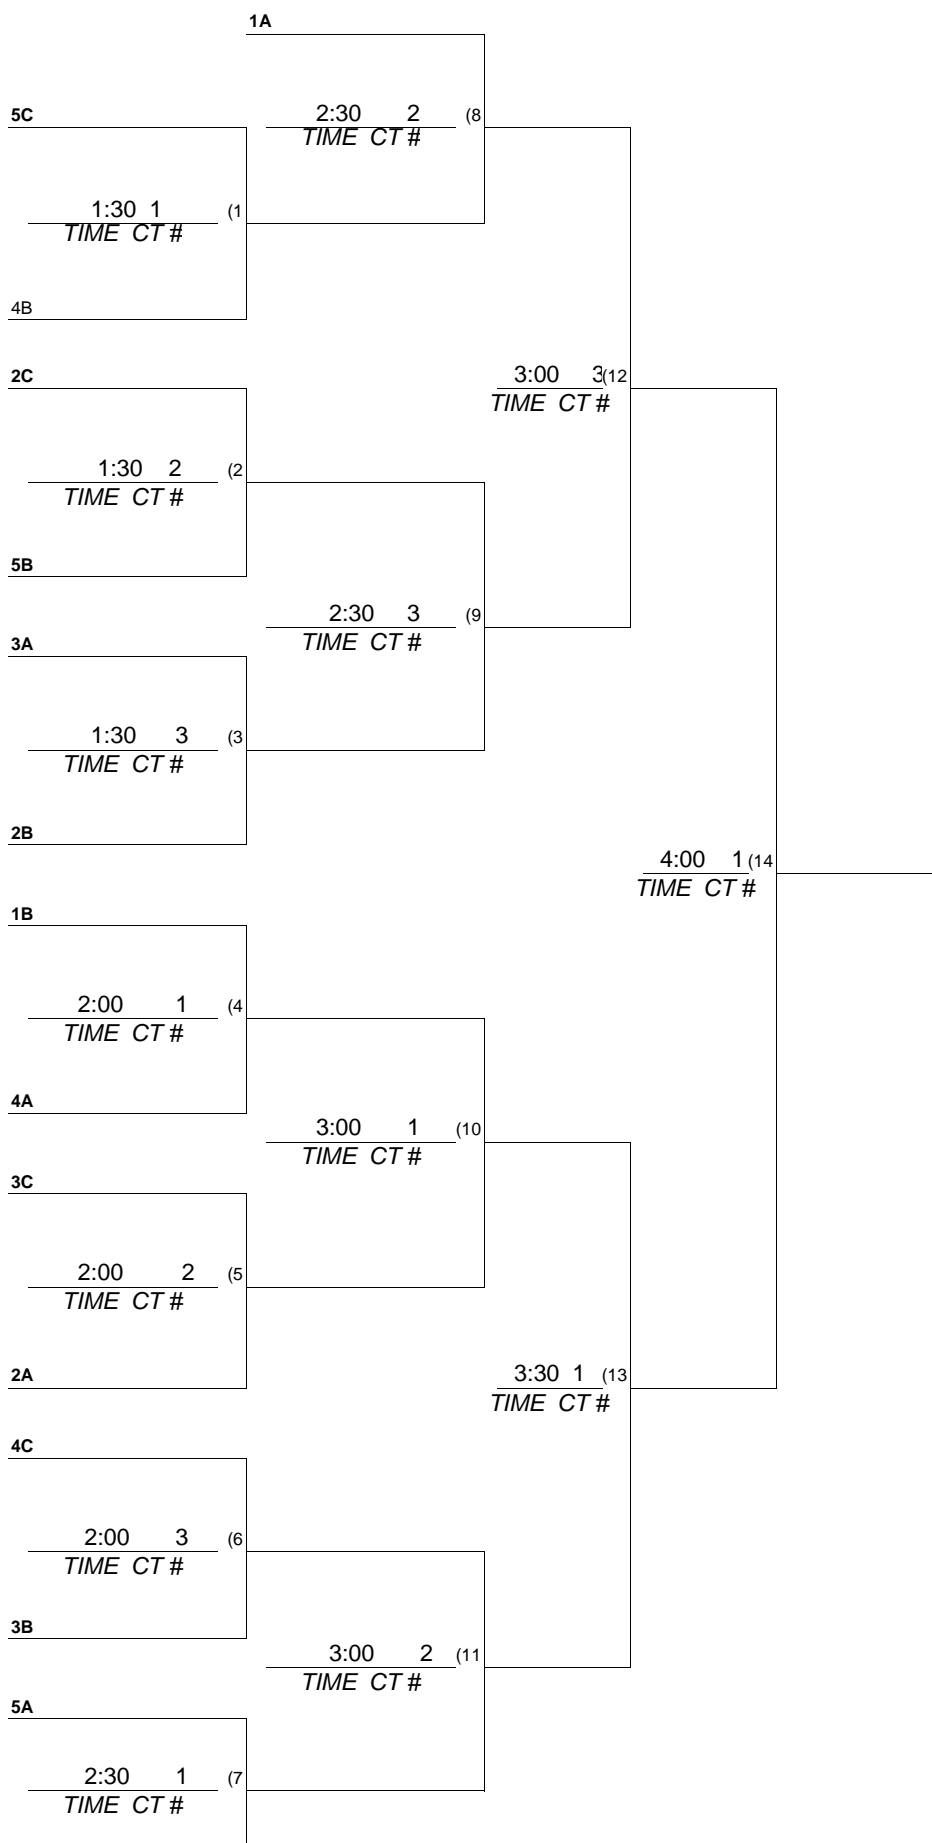 1A
5C
2:30 2 (8
TIME CT #
1:30 1 (1
TIME CT #
4B
2C
3:00 3(12
TIME CT #
1:30 2 (2
TIME CT #
5B
2:30 3 (9
TIME CT #
3A
1:30 3 (3
TIME CT #
2B
4:00 1 (14
TIME CT #
1B
2:00 1 (4
TIME CT #
4A
3:00 1 (10
TIME CT #
3C
2:00 2 (5
TIME CT #
2A
3:30 1 (13
TIME CT #
4C
2:00 3 (6
TIME CT #
3B
3:00 2 (11
TIME CT #
5A
2:30 1 (7
TIME CT #